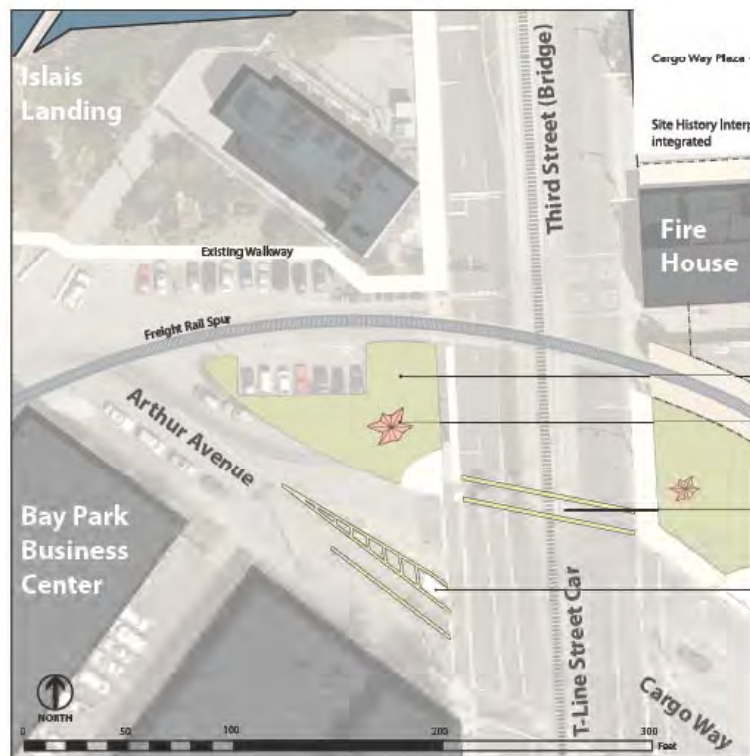 Islais
Landing
Third Street (Bridge)
Cargo Way Plaza
Site History
integrated
Fire
House
Existing Walkway
Freight Rail Spur
Arthur Avenue
Bay Park
Business
Center
T-Line Street Car
Cargo Way
NORTH
0 50 100 200 300
Feet